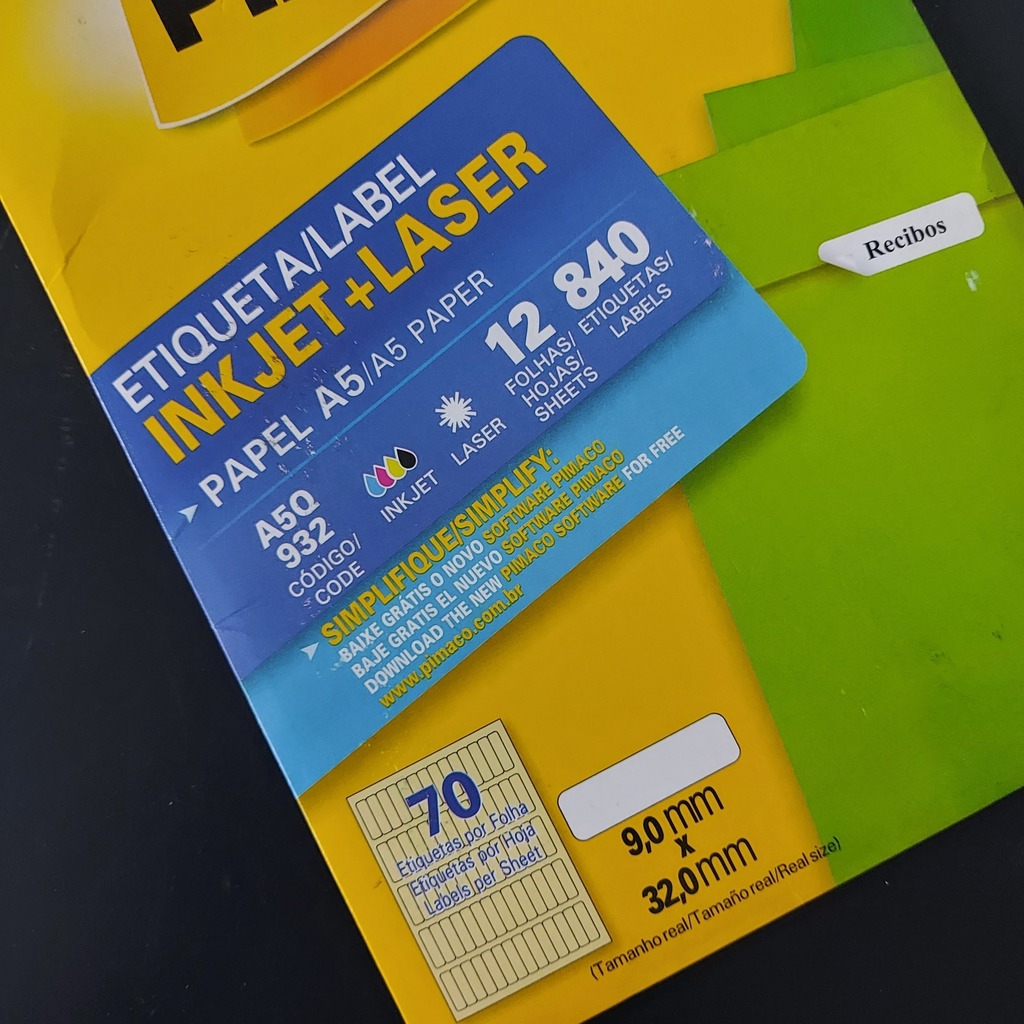 ETIQUETA/LABEL
INKJET+LASER
PAPEL A5/A5 PAPER
A5Q
932
CÓDIGO/
CODE
INKJET
LASER
12
FOLHAS/
HOJAS/
SHEETS
840
ETIQUETAS/
LABELS
Recibos
SIMPLIFIQUE/SIMPLIFY:
BAIXE GRÁTIS O NOVO SOFTWARE PIMACO
BAJE GRATIS EL NUEVO SOFTWARE PIMACO
DOWNLOAD THE NEW PIMACO SOFTWARE FOR FREE
www.pimaco.com.br
70
Etiquetas por Folha
Etiquetas por Hoja
Labels per Sheet
9,0mm
x
32,0mm
(Tamanho real/Tamaño real/Real size)